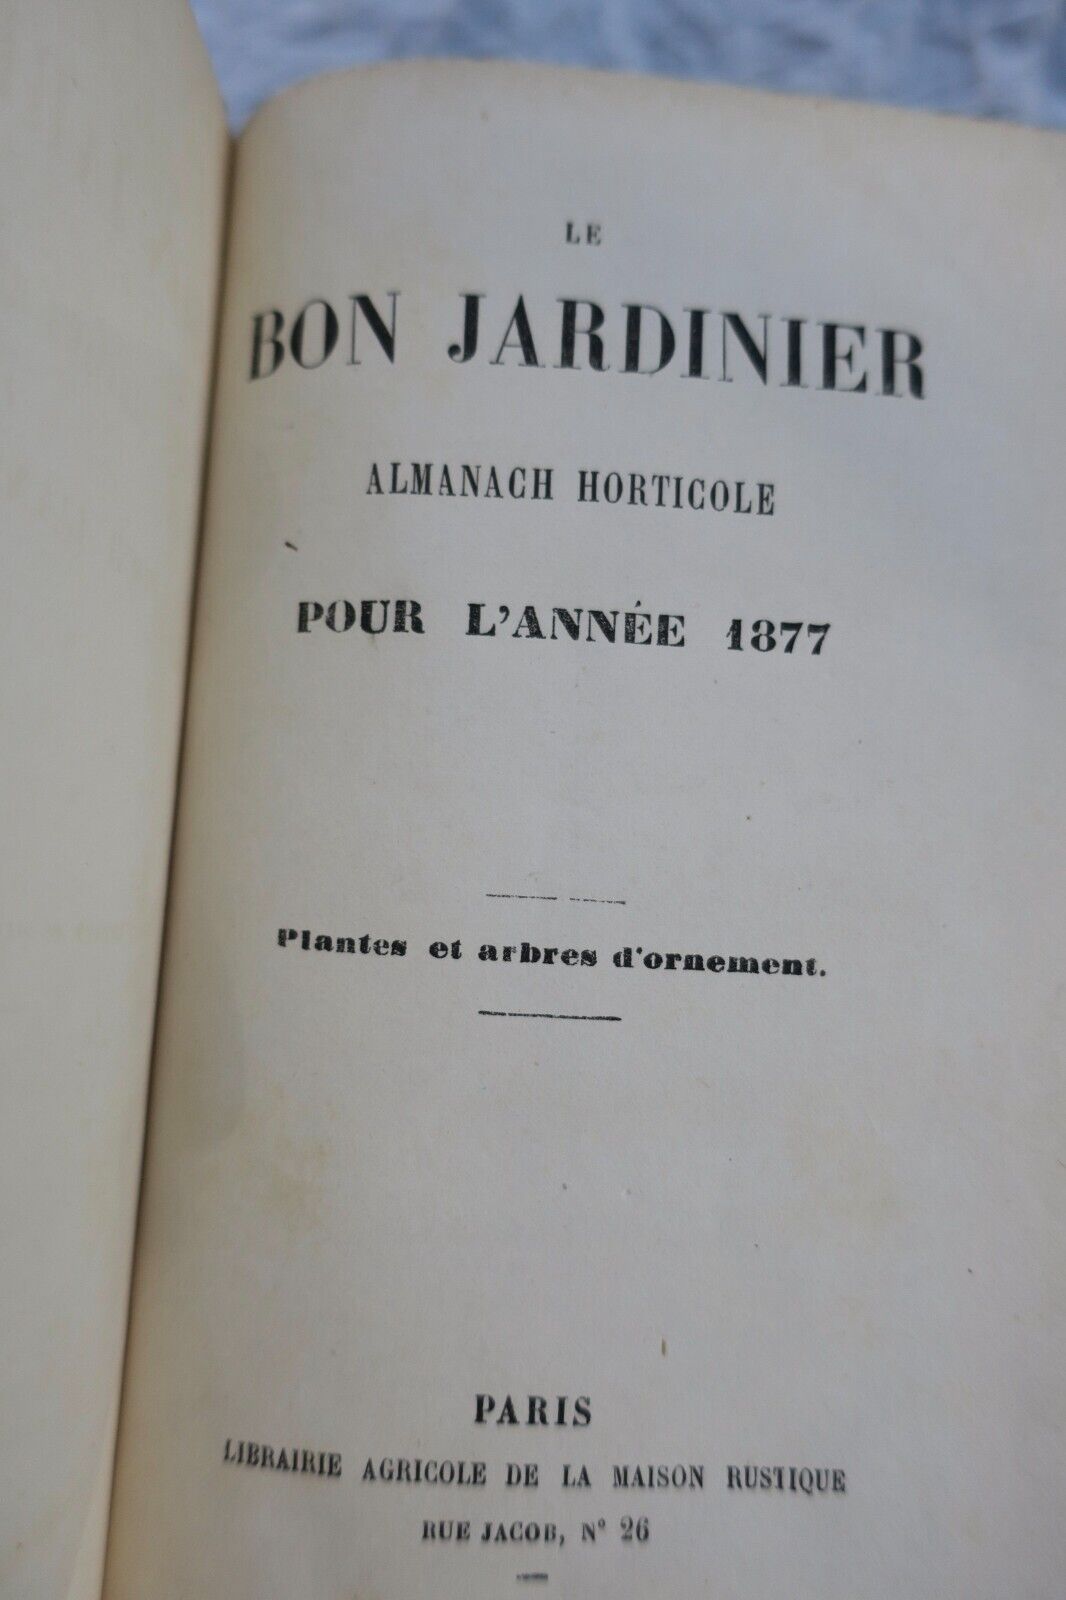 LE
BON JARDINIER
ALMANACH HORTICOLE
POUR L'ANNÉE 1877
Plantes et arbres d'ornement.
PARIS
LIBRAIRIE AGRICOLE DE LA MAISON RUSTIQUE
RUE JACOB, N° 26